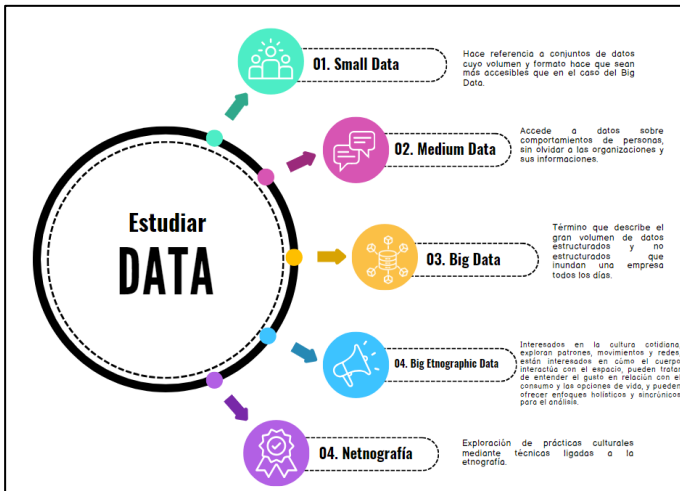 Estudiar
DATA
01. Small Data
Hace referencia a conjuntos de datos
cuyo volumen y formato hace que sean
más accesibles que en el caso del Big
Data.
02. Medium Data
Accede a datos sobre
comportamientos de personas,
sin olvidar a las organizaciones y
sus informaciones.
03. Big Data
Término que describe el
gran volumen de datos
estructurados y no
estructurados que
inundan una empresa
todos los días.
04. Big Etnographic Data
Interesados en la cultura cotidiana,
exploran patrones, movimientos y redes,
están interesados en cómo el cuerpo
interactúa con el espacio, pueden tratar
de entender el gusto en relación con el
consumo y las opciones de vida, y pueden
ofrecer enfoques holísticos y sincrónicos
para el análisis.
04. Netnografía
Exploración de prácticas culturales
mediante técnicas ligadas a la
etnografía.